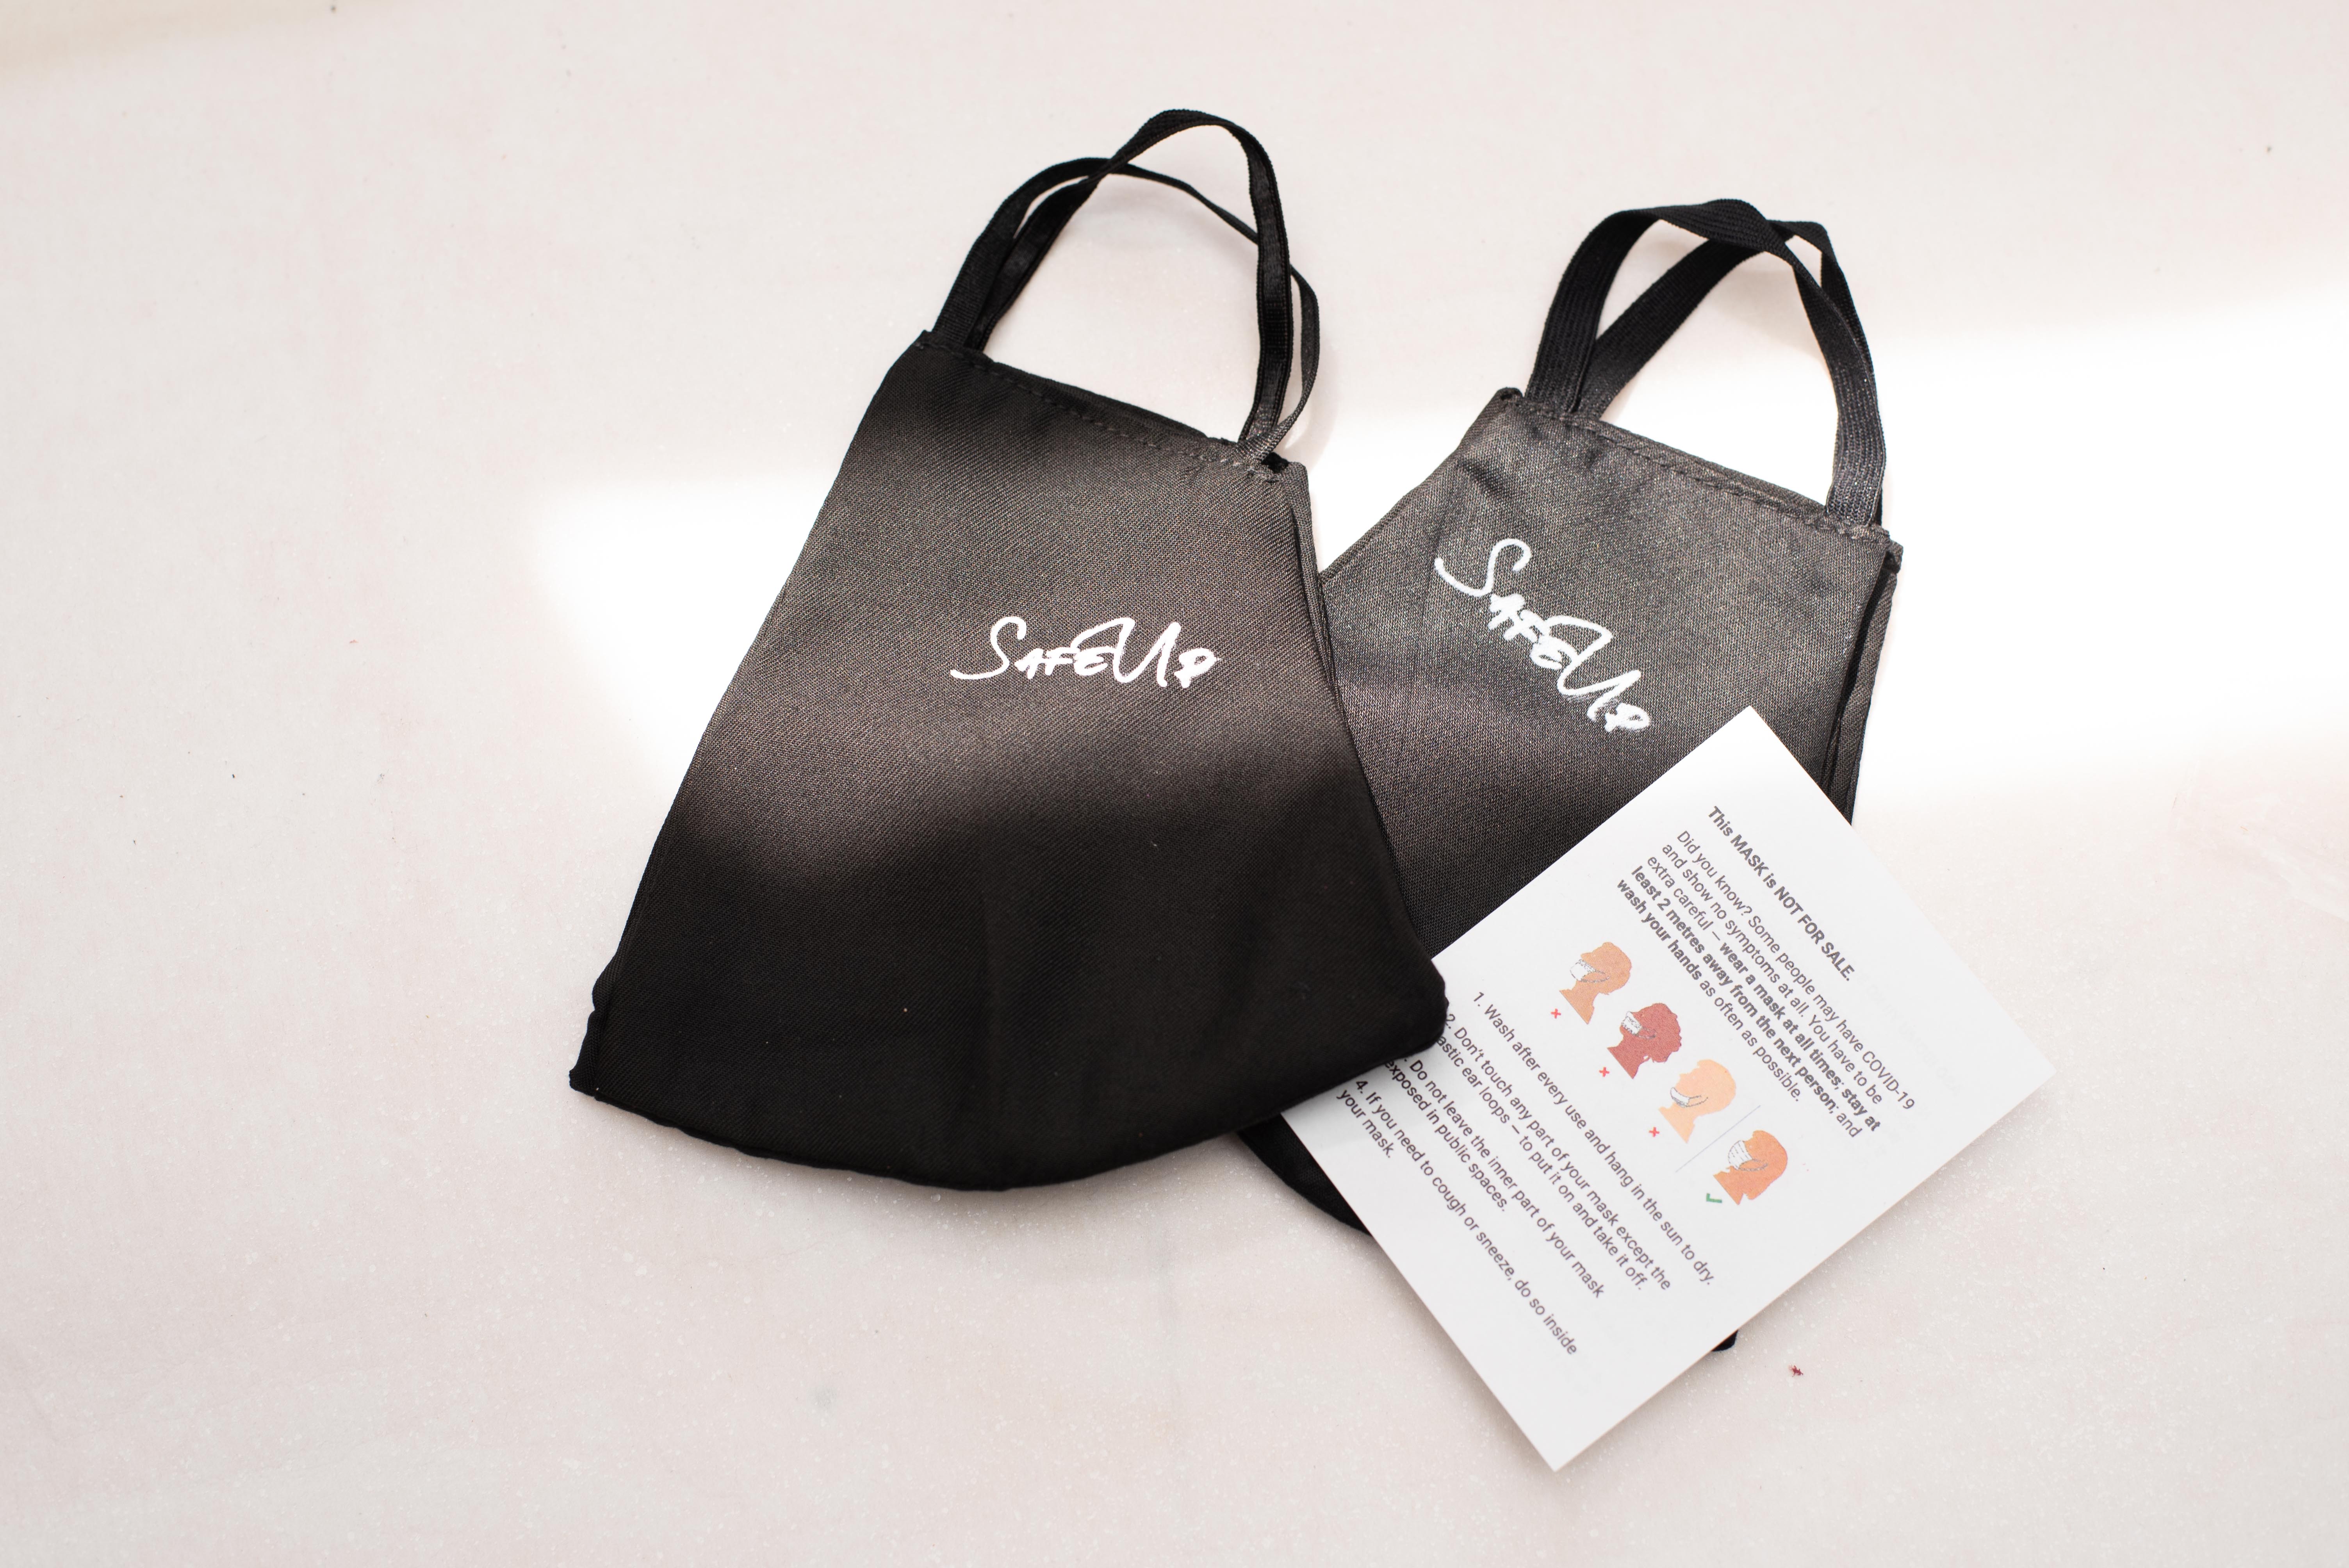 SAFEUP
SAFEUP
This MASK is NOT FOR SALE.
Did you know? Some people may have COVID-19
and show no symptoms at all. You have to be
extra careful – wear a mask at all times; stay at
least 2 metres away from the next person; and
wash your hands as often as possible.
1. Wash after every use and hang in the sun to dry.
2. Don't touch any part of your mask except the
astic ear loops – to put it on and take it off.
. Do not leave the inner part of your mask
exposed in public spaces.
4. If you need to cough or sneeze, do so inside
your mask.